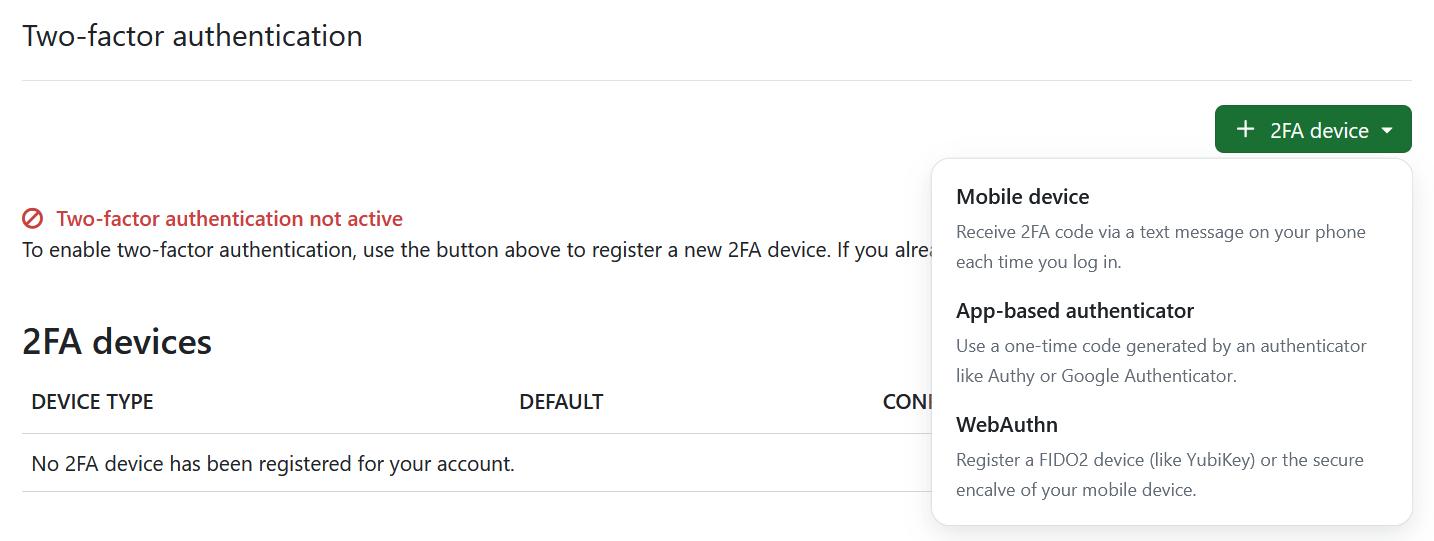 Two-factor authentication
+ 2FA device
Two-factor authentication not active
To enable two-factor authentication, use the button above to register a new 2FA device. If you
Mobile device
Receive 2FA code via a text message on your phone
each time you log in.
App-based authenticator
Use a one-time code generated by an authenticator
like Authy or Google Authenticator.
WebAuthn
Register a FIDO2 device (like YubiKey) or the secure
encalve of your mobile device.
2FA devices
DEVICE TYPE DEFAULT
No 2FA device has been registered for your account.